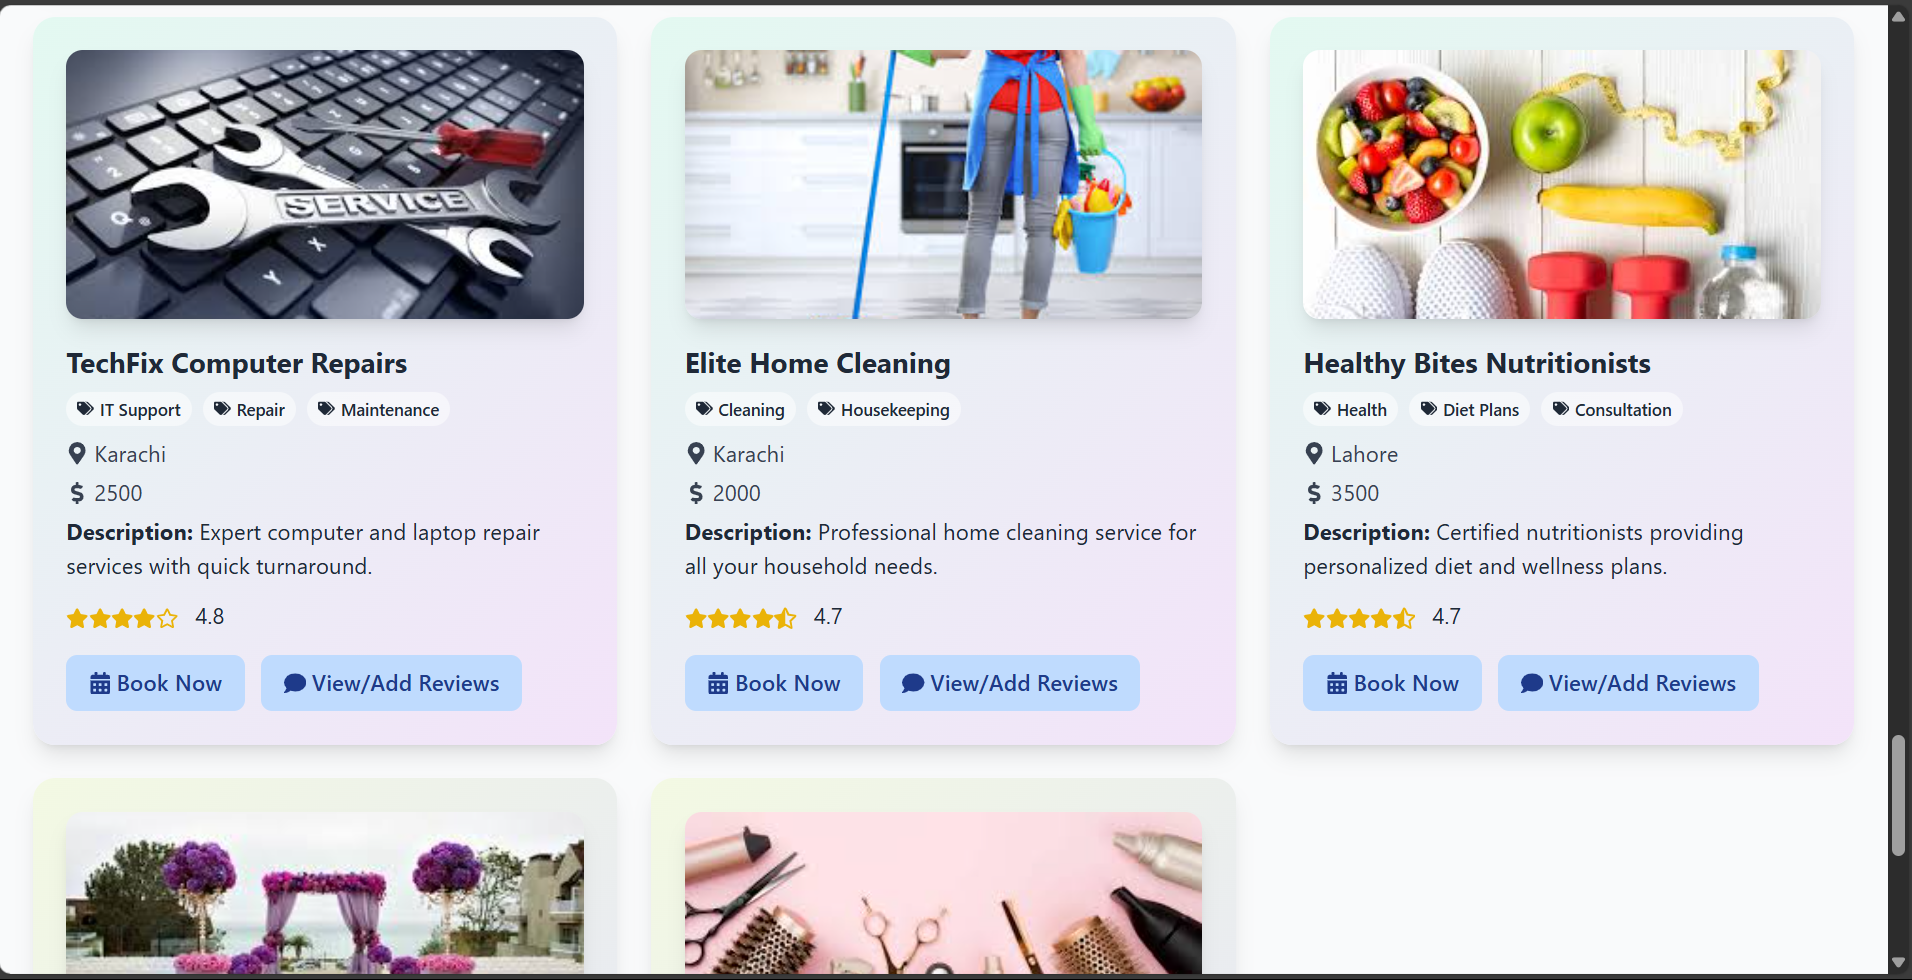 SERVICE
Q
X
Y
TechFix Computer Repairs
IT Support
Repair
Maintenance
Karachi
$ 2500
Description: Expert computer and laptop repair
services with quick turnaround.
4.8
Book Now
View/Add Reviews
Elite Home Cleaning
Cleaning
Housekeeping
Karachi
$ 2000
Description: Professional home cleaning service for
all your household needs.
4.7
Book Now
View/Add Reviews
Healthy Bites Nutritionists
Health
Diet Plans
Consultation
Lahore
$ 3500
Description: Certified nutritionists providing
personalized diet and wellness plans.
4.7
Book Now
View/Add Reviews